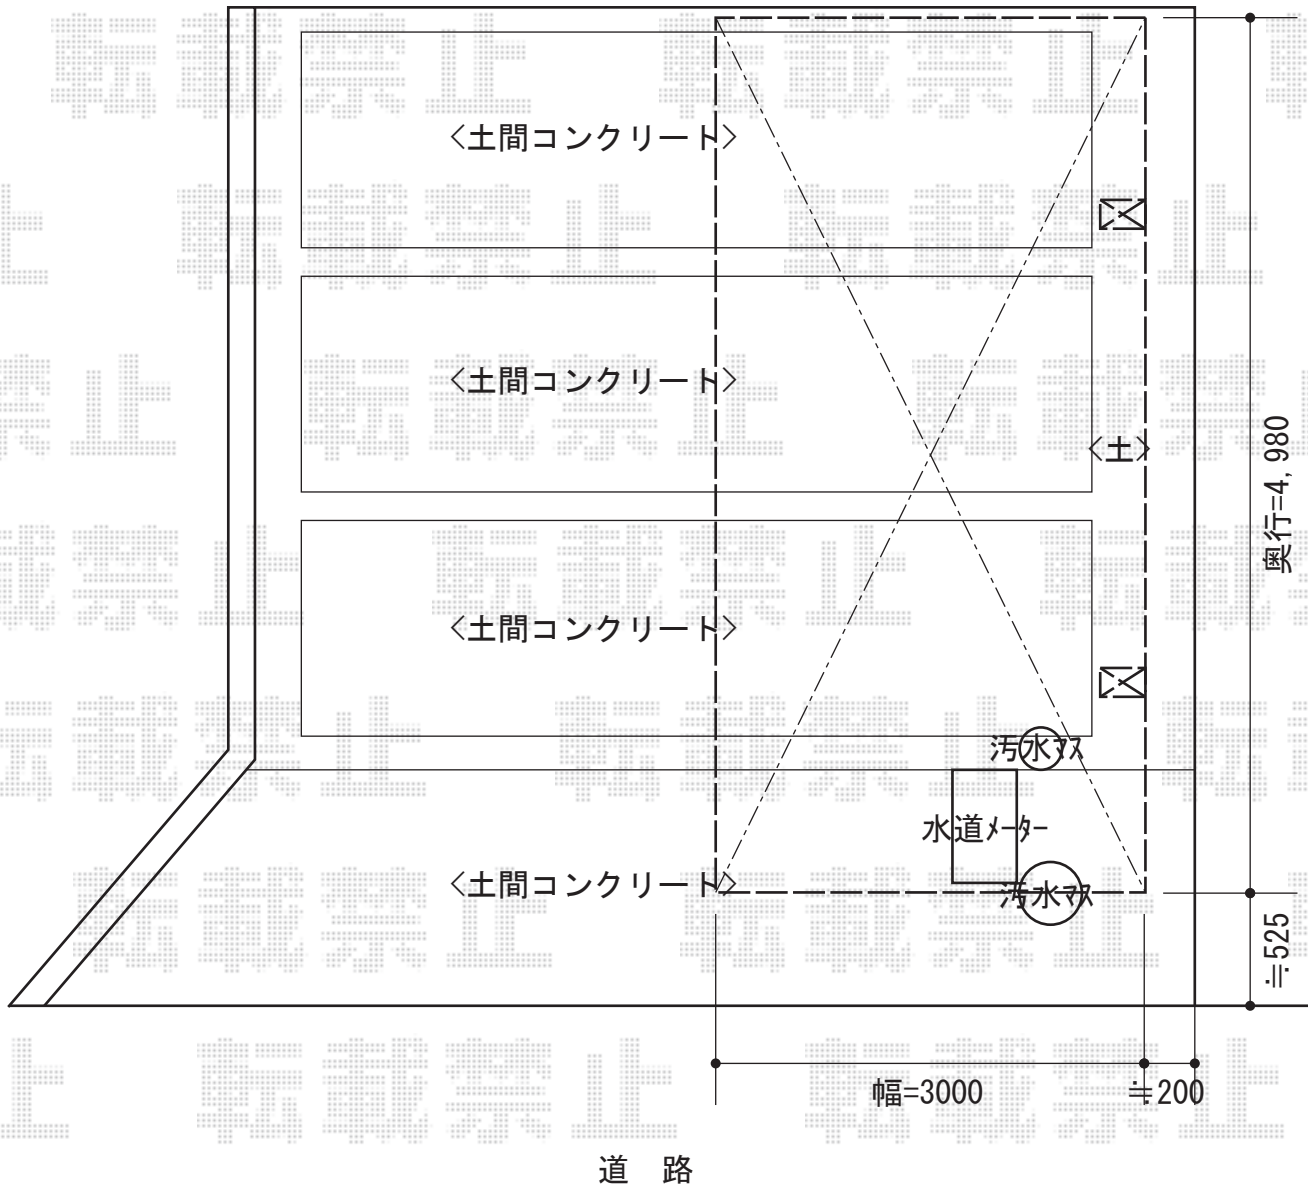 転載禁止
〈土間コンクリート〉
〈土間コンクリート〉
〈土〉
奥行=4,980
〈土間コンクリート〉
汚水マス
水道メーター
〈土間コンクリート〉
汚水マス
≒525
幅=3000
≒200
道 路